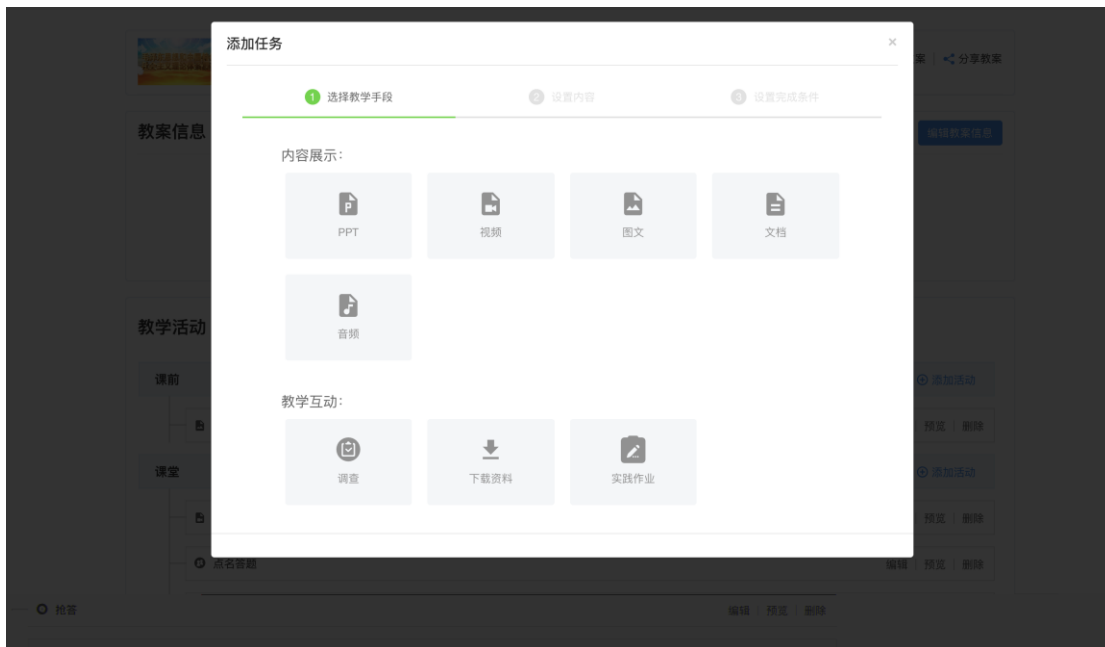 添加任务 ×
案 | 分享教案
1 选择教学手段 2 设置内容 3 设置完成条件
教案信息 编辑教案信息
内容展示：
PPT 视频 图文 文档
音频
教学活动
课前 添加活动
教学互动：
预览 | 删除
调查 下载资料 实践作业
课堂 添加活动
预览 | 删除
点名答题 编辑 | 预览 | 删除
抢答 编辑 | 预览 | 删除